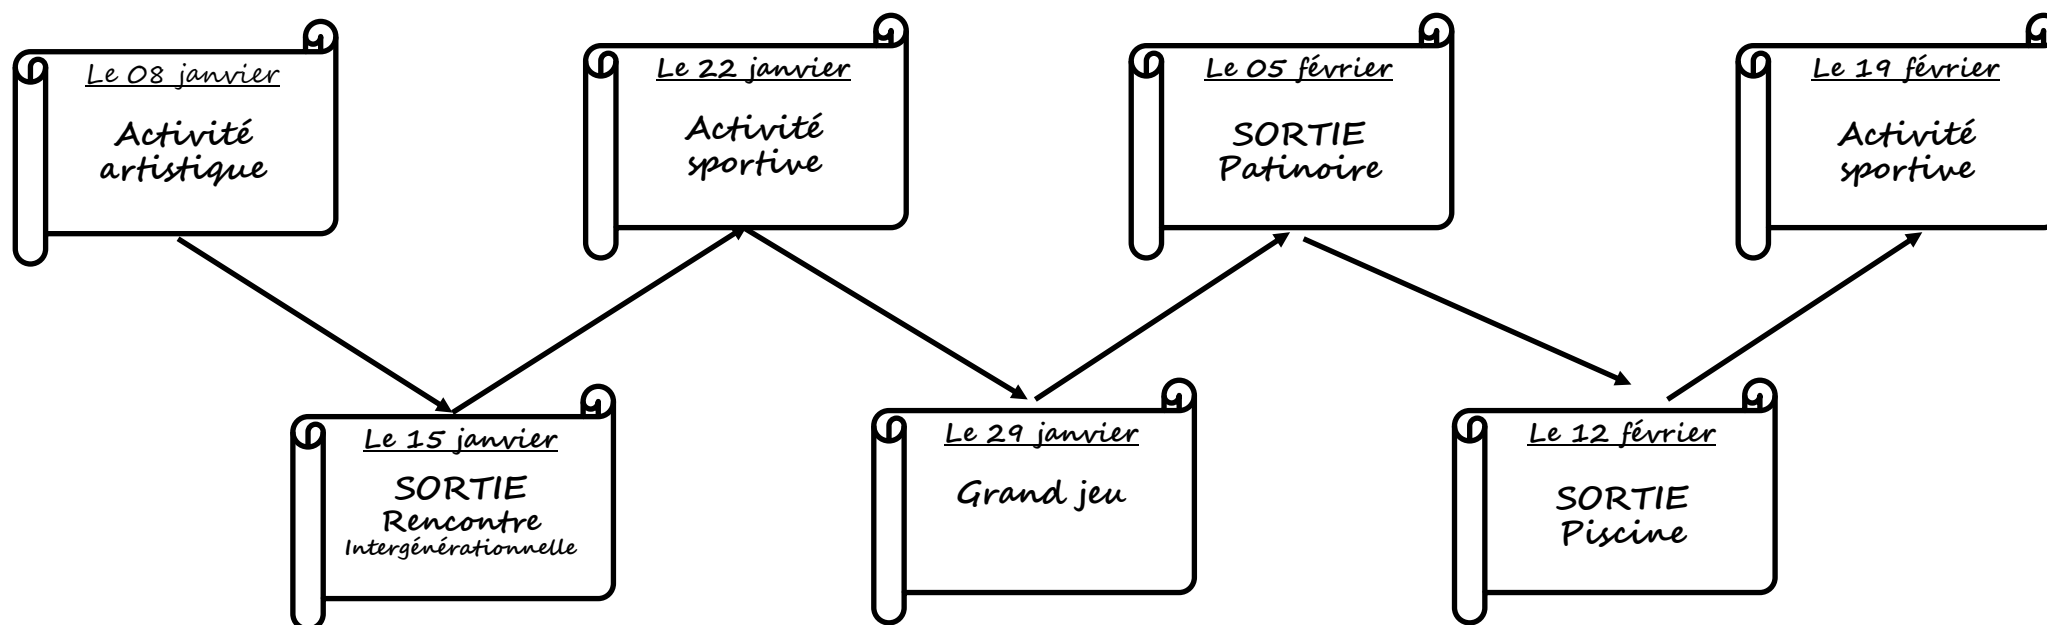 Le 08 janvier
Activité
artistique
Le 15 janvier
SORTIE
Rencontre
Intergénérationnelle
Le 22 janvier
Activité
sportive
Le 29 janvier
Grand jeu
Le 05 février
SORTIE
Patinoire
Le 12 février
SORTIE
Piscine
Le 19 février
Activité
sportive